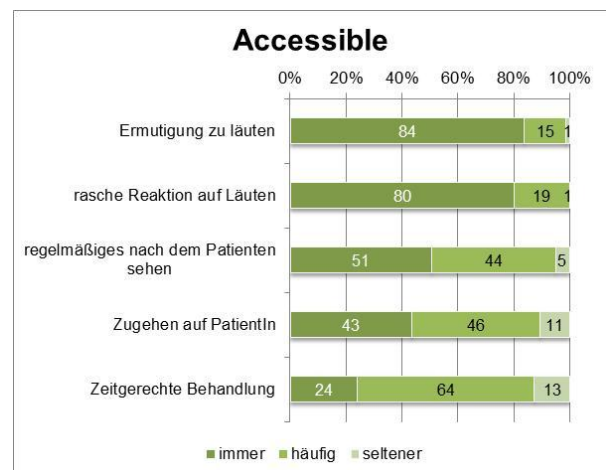 Accessible
0% 20% 40% 60% 80% 100%
Ermutigung zu läuten 84 15 1
rasche Reaktion auf Läuten 80 19 1
regelmäßiges nach dem Patienten
sehen 51 44 5
Zugehen auf PatientIn 43 46 11
Zeitgerechte Behandlung 24 64 13
immer häufig seltener